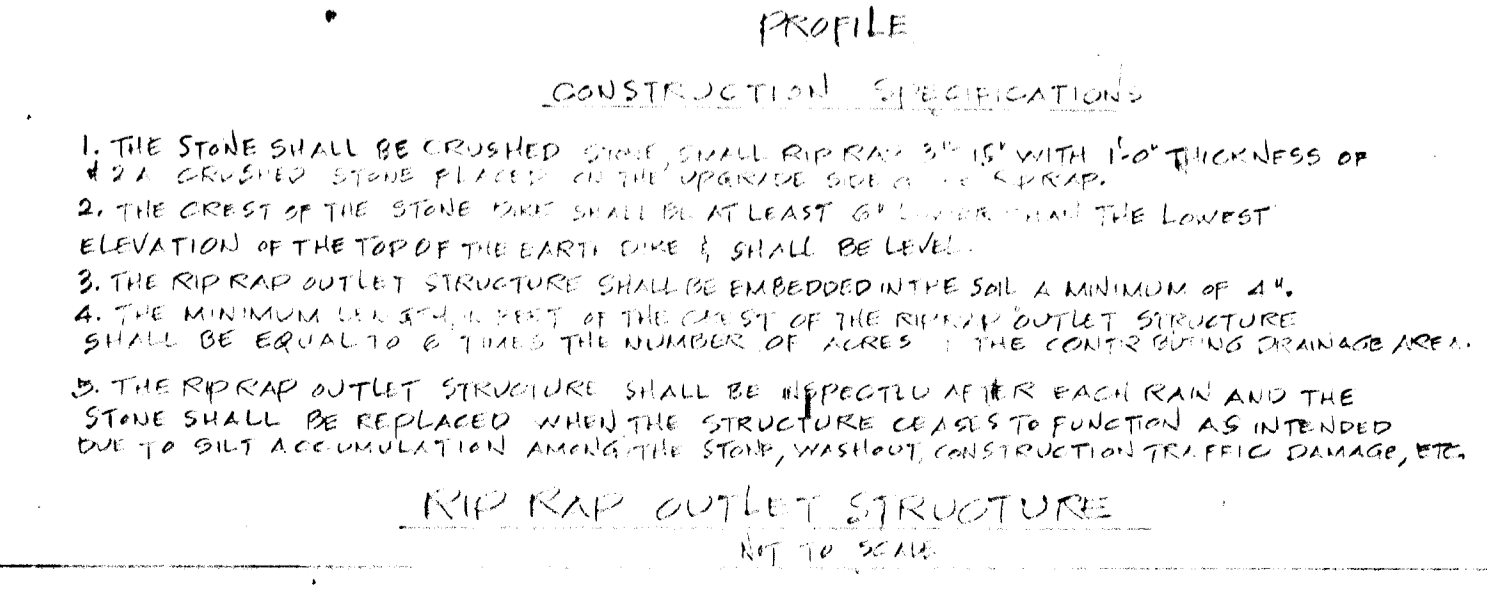 PROFILE
CONSTRUCTION SPECIFICATIONS
1. THE STONE SHALL BE CRUSHED STONE, SMALL RIP RAP 3"-15" WITH 1'-0" THICKNESS OF
# 2A CRUSHED STONE PLACED ON THE UPGRADE SIDE RIPRAP.
2. THE CREST OF THE STONE DIKE SHALL BE AT LEAST 6" LOWER THAN THE LOWEST
ELEVATION OF THE TOP OF THE EARTH DIKE & SHALL BE LEVEL.
3. THE RIP RAP OUTLET STRUCTURE SHALL BE EMBEDDED IN THE SOIL A MINIMUM OF 4".
4. THE MINIMUM LENGTH, FEET OF THE CREST OF THE RIPRAP OUTLET STRUCTURE
SHALL BE EQUAL TO 6 TIMES THE NUMBER OF ACRES THE CONTRIBUTING DRAINAGE AREA.
5. THE RIP RAP OUTLET STRUCTURE SHALL BE INSPECTED AFTER EACH RAIN AND THE
STONE SHALL BE REPLACED WHEN THE STRUCTURE CEASES TO FUNCTION AS INTENDED
DUE TO SILT ACCUMULATION AMONG THE STONE, WASHOUT, CONSTRUCTION TRAFFIC DAMAGE, ETC.
RIP RAP OUTLET STRUCTURE
NOT TO SCALE